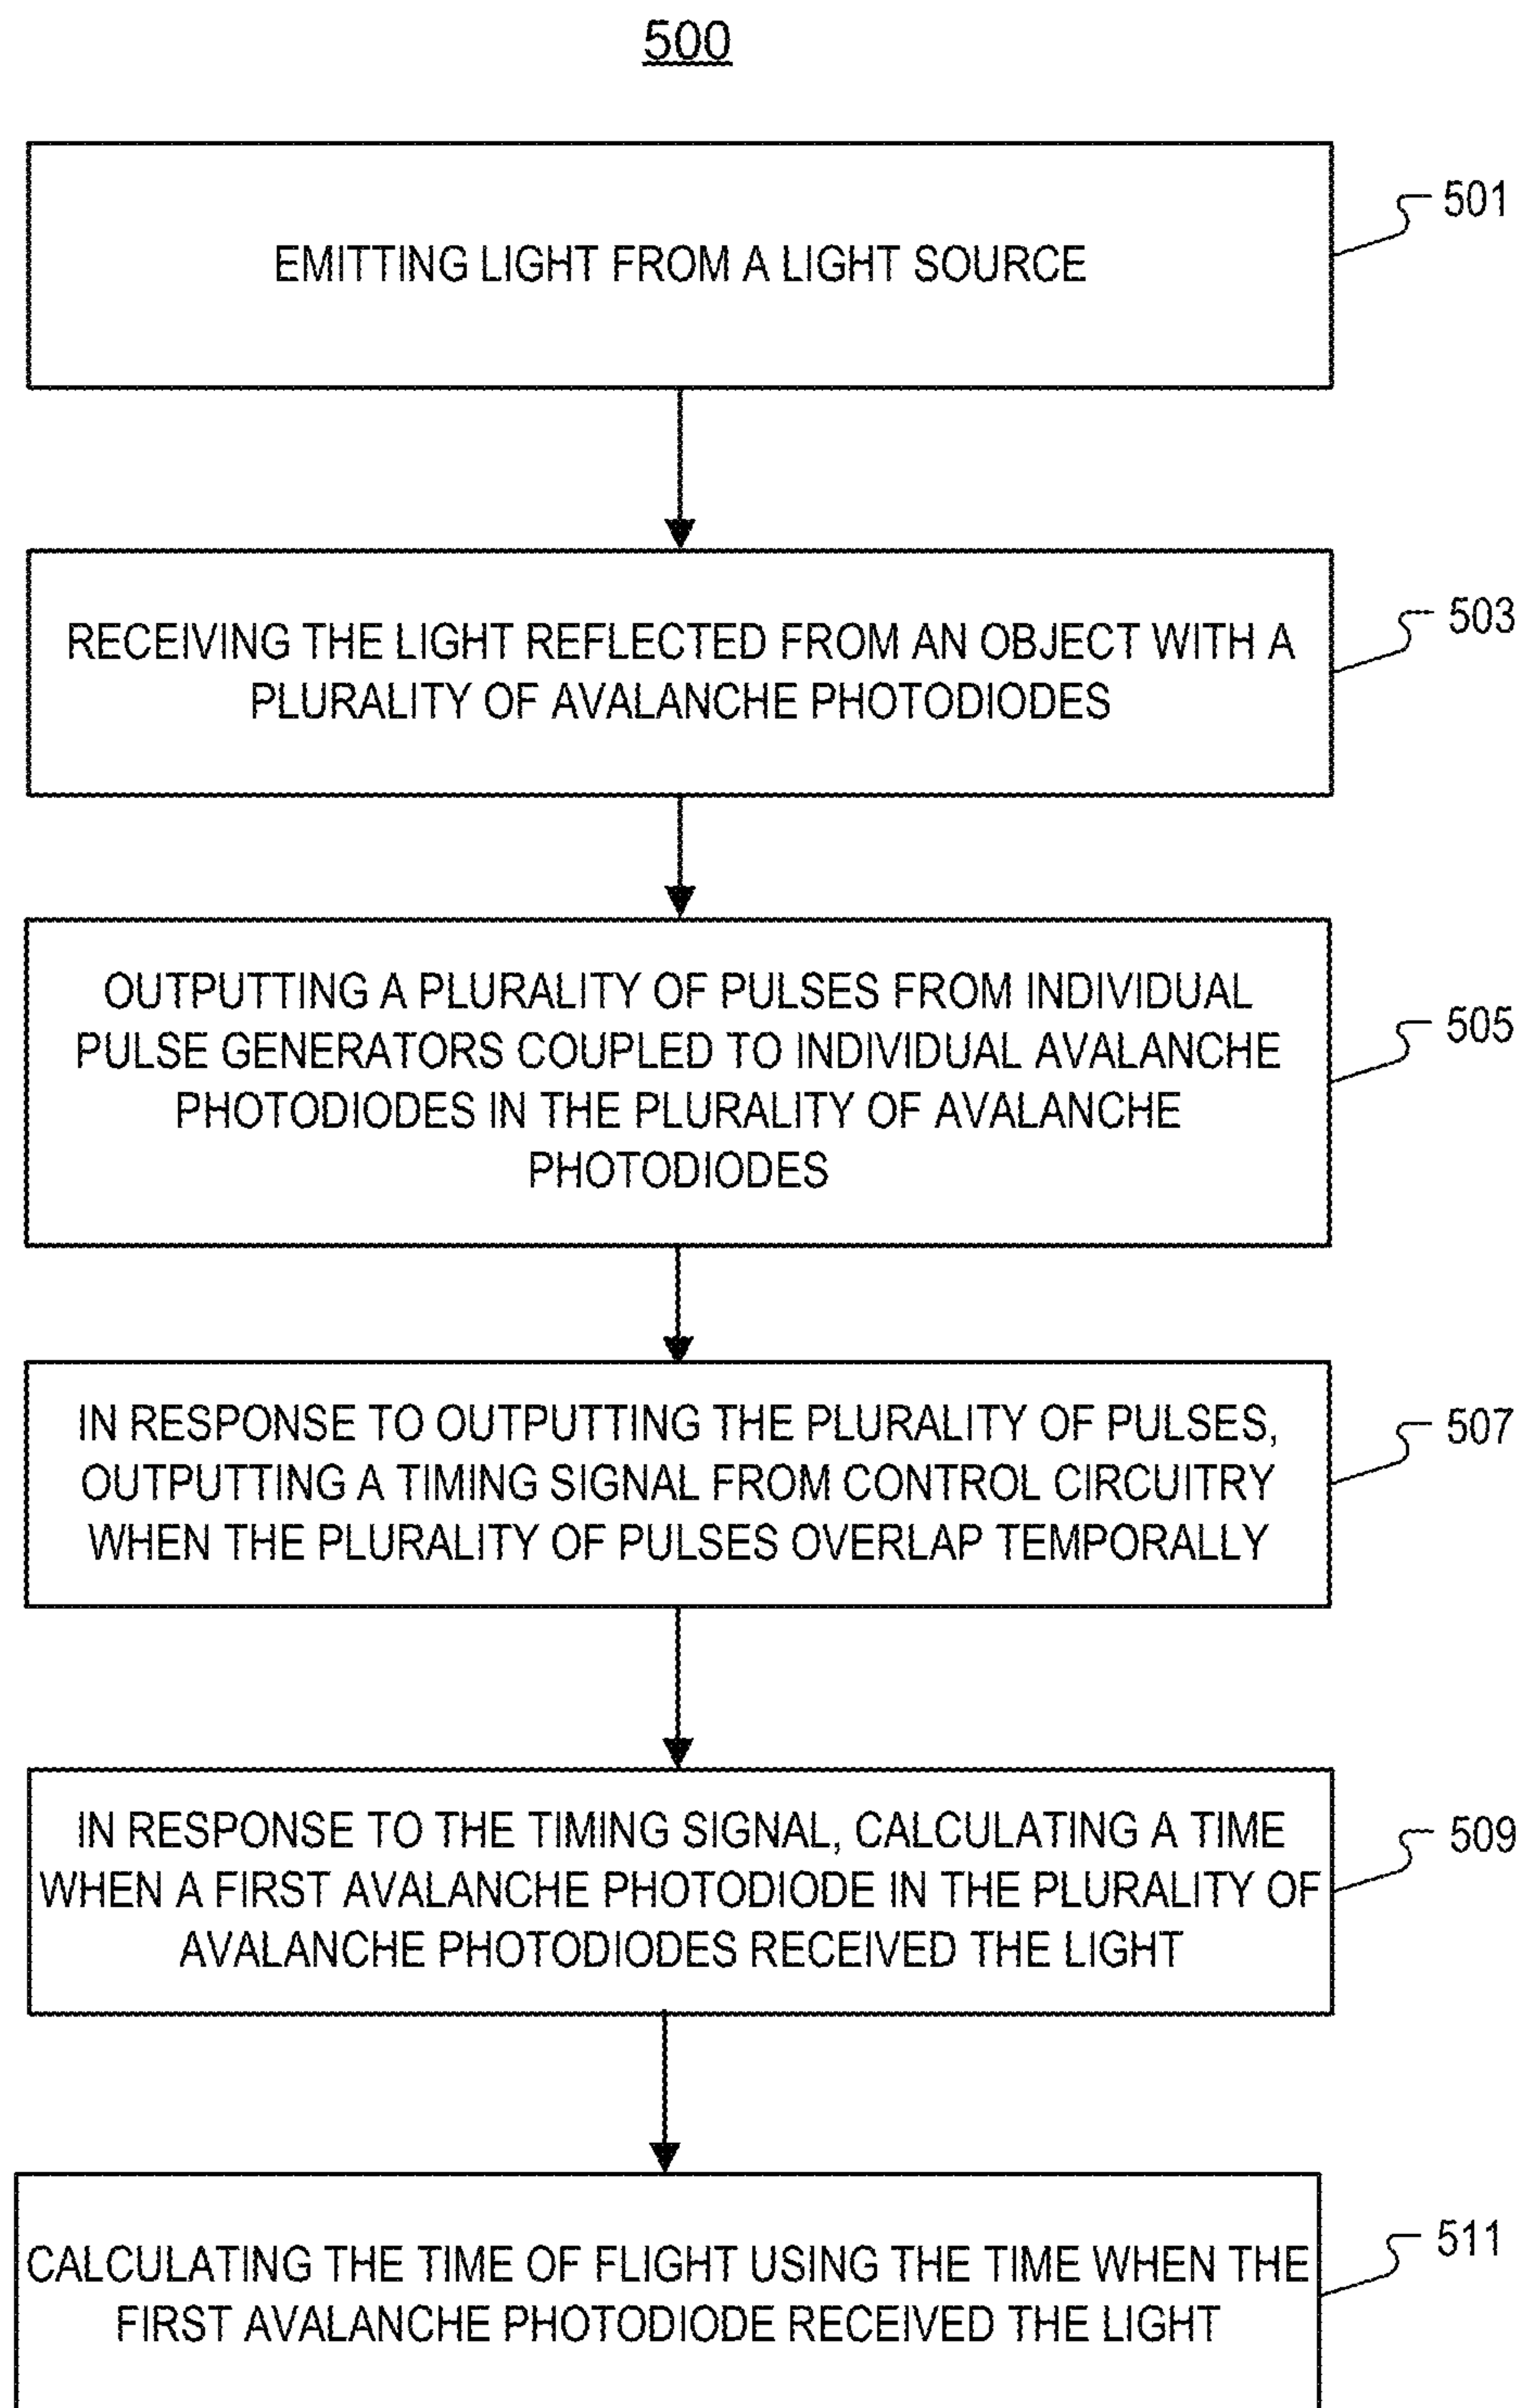 500
EMITTING LIGHT FROM A LIGHT SOURCE
501
RECEIVING THE LIGHT REFLECTED FROM AN OBJECT WITH A
PLURALITY OF AVALANCHE PHOTODIODES
503
OUTPUTTING A PLURALITY OF PULSES FROM INDIVIDUAL
PULSE GENERATORS COUPLED TO INDIVIDUAL AVALANCHE
PHOTODIODES IN THE PLURALITY OF AVALANCHE
PHOTODIODES
505
IN RESPONSE TO OUTPUTTING THE PLURALITY OF PULSES,
OUTPUTTING A TIMING SIGNAL FROM CONTROL CIRCUITRY
WHEN THE PLURALITY OF PULSES OVERLAP TEMPORALLY
507
IN RESPONSE TO THE TIMING SIGNAL, CALCULATING A TIME
WHEN A FIRST AVALANCHE PHOTODIODE IN THE PLURALITY OF
AVALANCHE PHOTODIODES RECEIVED THE LIGHT
509
CALCULATING THE TIME OF FLIGHT USING THE TIME WHEN THE
FIRST AVALANCHE PHOTODIODE RECEIVED THE LIGHT
511